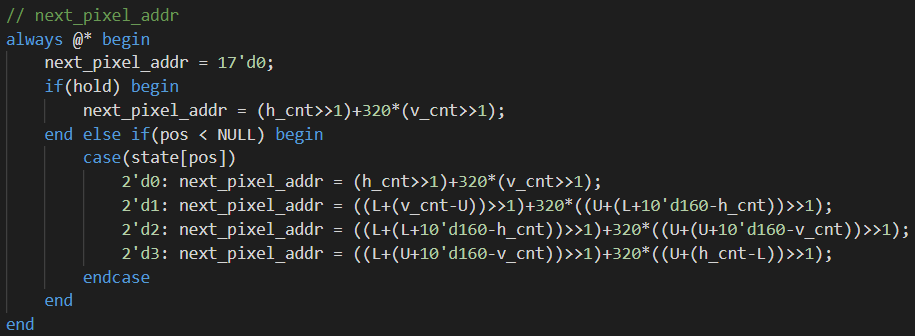 // next_pixel_addr
always @* begin
    next_pixel_addr = 17'd0;
    if(hold) begin
        next_pixel_addr = (h_cnt>>1)+320*(v_cnt>>1);
    end else if(pos < NULL) begin
        case(state[pos])
            2'd0: next_pixel_addr = (h_cnt>>1)+320*(v_cnt>>1);
            2'd1: next_pixel_addr = ((L+(v_cnt-U))>>1)+320*((U+(L+10'd160-h_cnt))>>1);
            2'd2: next_pixel_addr = ((L+(L+10'd160-h_cnt))>>1)+320*((U+(U+10'd160-v_cnt))>>1);
            2'd3: next_pixel_addr = ((L+(U+10'd160-v_cnt))>>1)+320*((U+(h_cnt-L))>>1);
        endcase
    end
end